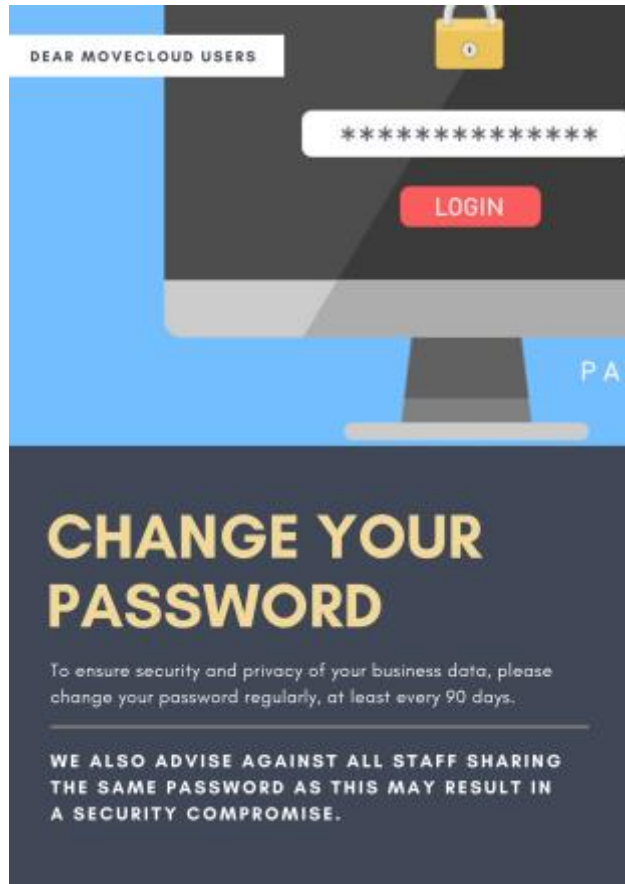 DEAR MOVECLOUD USERS
**************
LOGIN
PA
CHANGE YOUR
PASSWORD
To ensure security and privacy of your business data, please
change your password regularly, at least every 90 days.
WE ALSO ADVISE AGAINST ALL STAFF SHARING
THE SAME PASSWORD AS THIS MAY RESULT IN
A SECURITY COMPROMISE.